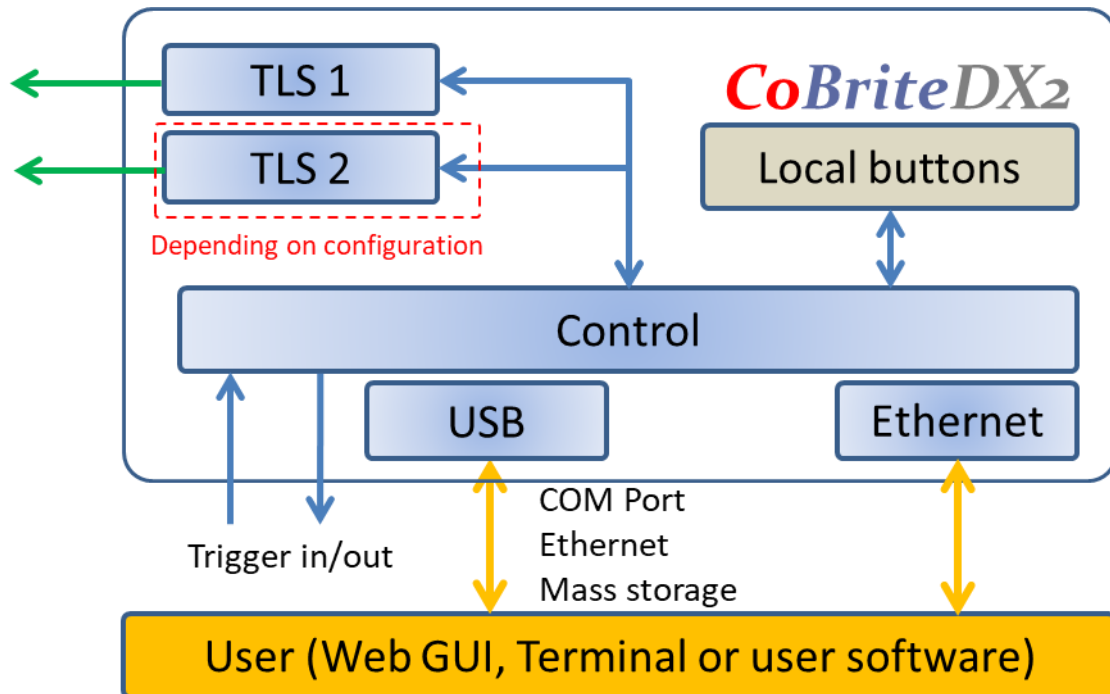 TLS 1
CoBriteDX2
TLS 2
Local buttons
Depending on configuration
Control
USB
Ethernet
COM Port
Ethernet
Mass storage
Trigger in/out
User (Web GUI, Terminal or user software)